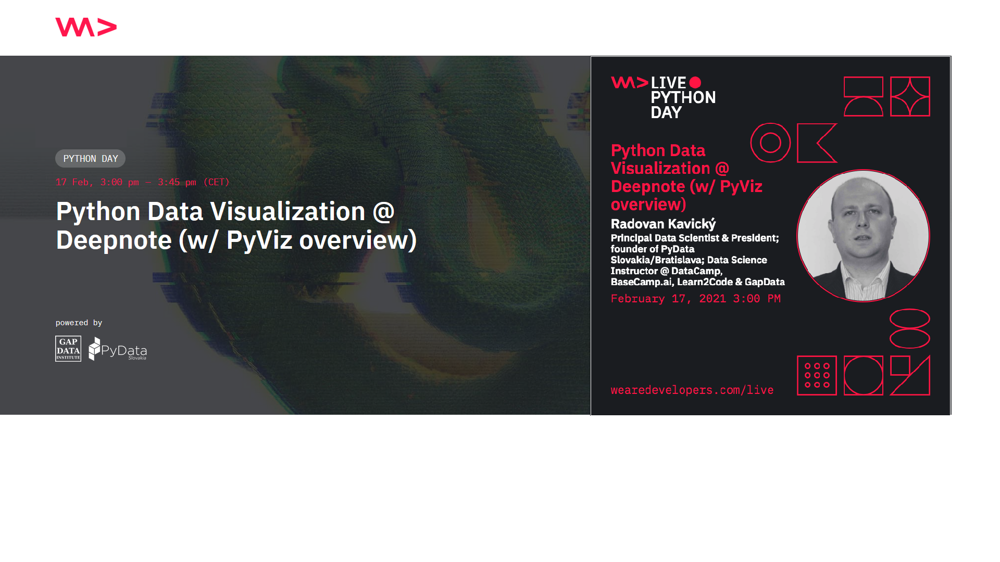 WA>
PYTHON DAY
17 Feb, 3:00 pm – 3:45 pm (CET)
Python Data Visualization @
Deepnote (w/ PyViz overview)
powered by
GAP
DATA
INSTITUTE
PyData
Slovakia
WA> LIVE
PYTHON
DAY
Python Data
Visualization @
Deepnote (w/ PyViz
overview)
Radovan Kavický
Principal Data Scientist & President;
founder of PyData
Slovakia/Bratislava; Data Science
Instructor @ DataCamp,
BaseCamp.ai, Learn2Code & GapData
February 17, 2021 3:00 PM
wearedevelopers.com/live